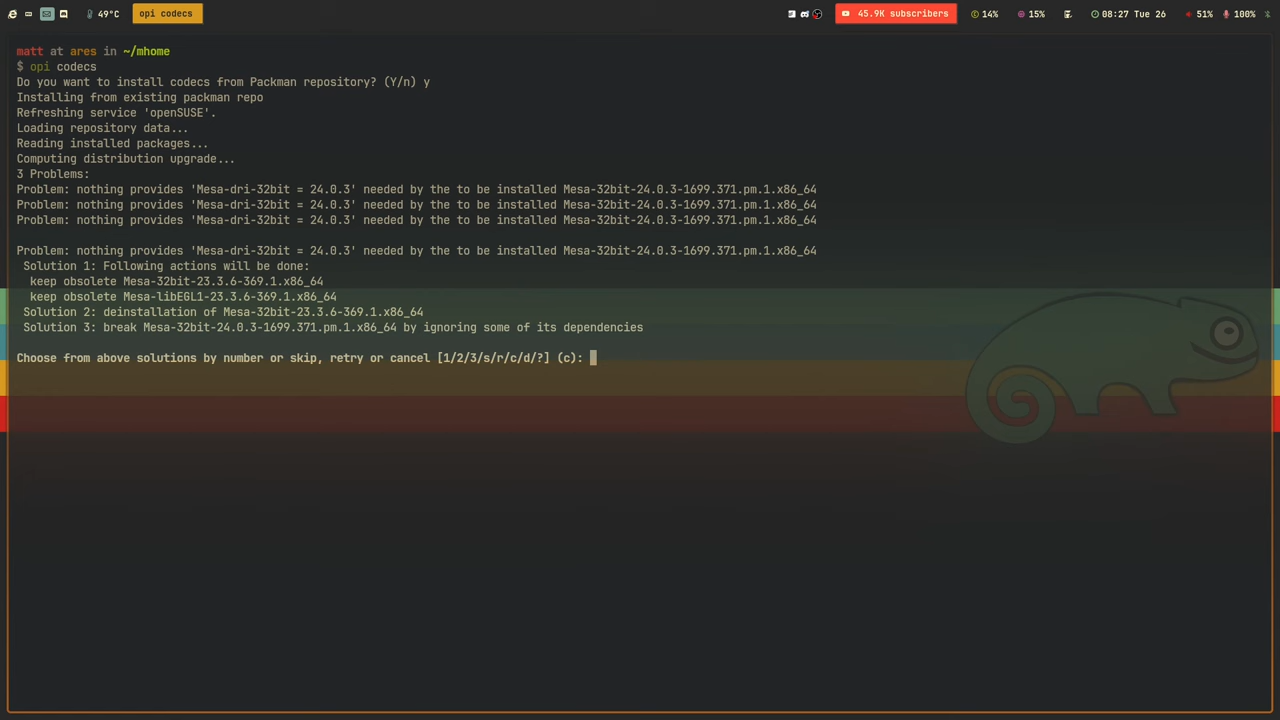 49°C
opi codecs
45.9K subscribers
14%
15%
08:27 Tue 26
51%
100%
matt at ares in ~/mhome
$ opi codecs
Do you want to install codecs from Packman repository? (Y/n) y
Installing from existing packman repo
Refreshing service 'openSUSE'.
Loading repository data...
Reading installed packages...
Computing distribution upgrade...
3 Problems:
Problem: nothing provides 'Mesa-dri-32bit = 24.0.3' needed by the to be installed Mesa-32bit-24.0.3-1699.371.pm.1.x86_64
Problem: nothing provides 'Mesa-dri-32bit = 24.0.3' needed by the to be installed Mesa-32bit-24.0.3-1699.371.pm.1.x86_64
Problem: nothing provides 'Mesa-dri-32bit = 24.0.3' needed by the to be installed Mesa-32bit-24.0.3-1699.371.pm.1.x86_64
Problem: nothing provides 'Mesa-dri-32bit = 24.0.3' needed by the to be installed Mesa-32bit-24.0.3-1699.371.pm.1.x86_64
Solution 1: Following actions will be done:
keep obsolete Mesa-32bit-23.3.6-369.1.x86_64
keep obsolete Mesa-libEGL1-23.3.6-369.1.x86_64
Solution 2: deinstallation of Mesa-32bit-23.3.6-369.1.x86_64
Solution 3: break Mesa-32bit-24.0.3-1699.371.pm.1.x86_64 by ignoring some of its dependencies
Choose from above solutions by number or skip, retry or cancel [1/2/3/s/r/c/d/?] (c):